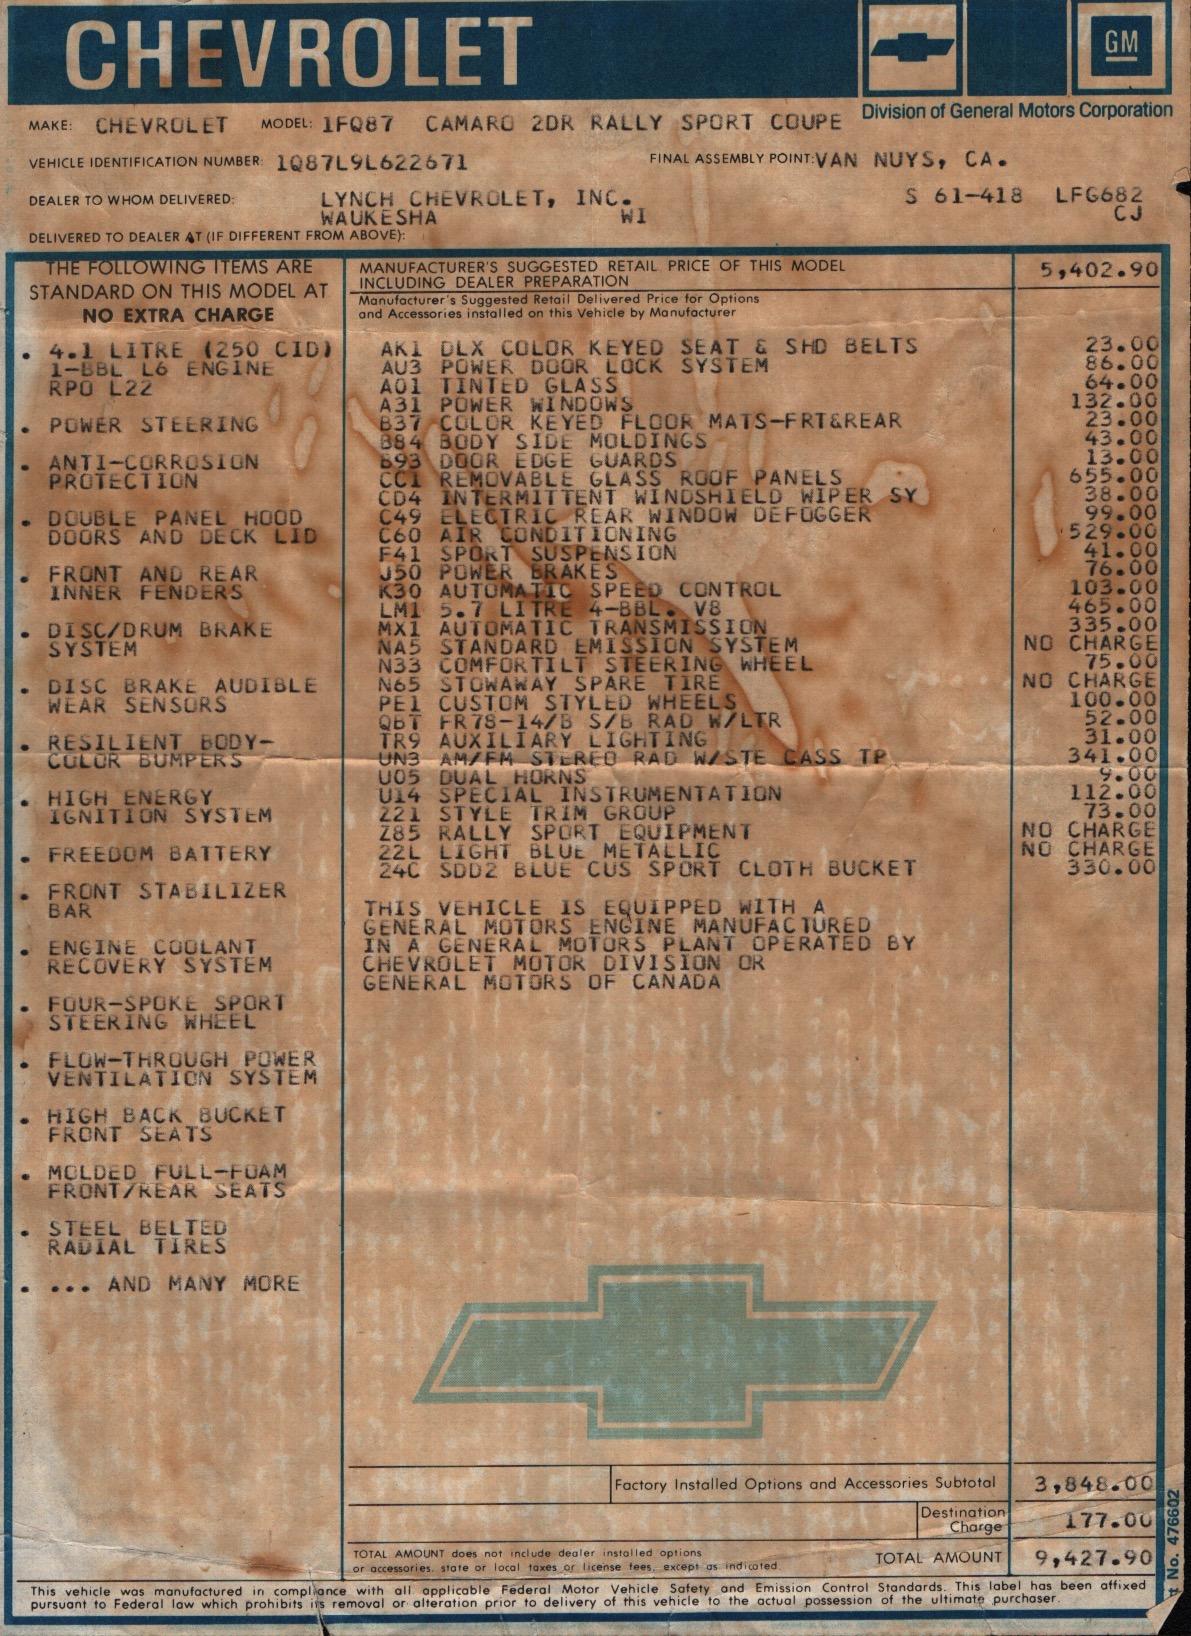 CHEVROLET
GM
Division of General Motors Corporation
MAKE: CHEVROLET MODEL: 1FQ87 CAMARO 2DR RALLY SPORT COUPE
VEHICLE IDENTIFICATION NUMBER: 1Q87L9L622671 FINAL ASSEMBLY POINT: VAN NUYS, CA.
DEALER TO WHOM DELIVERED: LYNCH CHEVROLET, INC. S 61-418 LFG682
WAUKESHA WI CJ
DELIVERED TO DEALER AT (IF DIFFERENT FROM ABOVE):
THE FOLLOWING ITEMS ARE
STANDARD ON THIS MODEL AT
NO EXTRA CHARGE
• 4.1 LITRE (250 CID)
1-BBL L6 ENGINE
RPO L22
• POWER STEERING
• ANTI-CORROSION
PROTECTION
• DOUBLE PANEL HOOD
DOORS AND DECK LID
• FRONT AND REAR
INNER FENDERS
• DISC/DRUM BRAKE
SYSTEM
• DISC BRAKE AUDIBLE
WEAR SENSORS
• RESILIENT BODY-
COLOR BUMPERS
• HIGH ENERGY
IGNITION SYSTEM
• FREEDOM BATTERY
• FRONT STABILIZER
BAR
• ENGINE COOLANT
RECOVERY SYSTEM
• FOUR-SPOKE SPORT
STEERING WHEEL
• FLOW-THROUGH POWER
VENTILATION SYSTEM
• HIGH BACK BUCKET
FRONT SEATS
• MOLDED FULL-FOAM
FRONT/REAR SEATS
• STEEL BELTED
RADIAL TIRES
• ... AND MANY MORE
MANUFACTURER'S SUGGESTED RETAIL PRICE OF THIS MODEL
INCLUDING DEALER PREPARATION 5,402.90
Manufacturer's Suggested Retail Delivered Price for Options
and Accessories installed on this Vehicle by Manufacturer
AK1 DLX COLOR KEYED SEAT & SHD BELTS 23.00
AU3 POWER DOOR LOCK SYSTEM 86.00
A01 TINTED GLASS 64.00
A31 POWER WINDOWS 132.00
B37 COLOR KEYED FLOOR MATS-FRT&REAR 23.00
B84 BODY SIDE MOLDINGS 43.00
B93 DOOR EDGE GUARDS 13.00
CC1 REMOVABLE GLASS ROOF PANELS 655.00
CD4 INTERMITTENT WINDSHIELD WIPER SY 38.00
C49 ELECTRIC REAR WINDOW DEFOGGER 99.00
C60 AIR CONDITIONING 529.00
F41 SPORT SUSPENSION 41.00
J50 POWER BRAKES 76.00
K30 AUTOMATIC SPEED CONTROL 103.00
LM1 5.7 LITRE 4-BBL. V8 465.00
MX1 AUTOMATIC TRANSMISSION 335.00
NA5 STANDARD EMISSION SYSTEM NO CHARGE
N33 COMFORTILT STEERING WHEEL 75.00
N65 STOWAWAY SPARE TIRE NO CHARGE
PE1 CUSTOM STYLED WHEELS 100.00
QBT FR78-14/B S/B RAD W/LTR 52.00
TR9 AUXILIARY LIGHTING 31.00
UN3 AM/FM STEREO RAD W/STE CASS TP 341.00
U05 DUAL HORNS 9.00
U14 SPECIAL INSTRUMENTATION 112.00
Z21 STYLE TRIM GROUP 73.00
Z85 RALLY SPORT EQUIPMENT NO CHARGE
22L LIGHT BLUE METALLIC NO CHARGE
24C SDD2 BLUE CUS SPORT CLOTH BUCKET 330.00
THIS VEHICLE IS EQUIPPED WITH A
GENERAL MOTORS ENGINE MANUFACTURED
IN A GENERAL MOTORS PLANT OPERATED BY
CHEVROLET MOTOR DIVISION OR
GENERAL MOTORS OF CANADA
Factory Installed Options and Accessories Subtotal 3,848.00
Destination
Charge 177.00
TOTAL AMOUNT does not include dealer installed options
or accessories, state or local taxes or license fees, except as indicated.
TOTAL AMOUNT 9,427.90
No. 476602
This vehicle was manufactured in compliance with all applicable Federal Motor Vehicle Safety and Emission Control Standards. This label has been affixed
pursuant to Federal law which prohibits its removal or alteration prior to delivery of this vehicle to the actual possession of the ultimate purchaser.